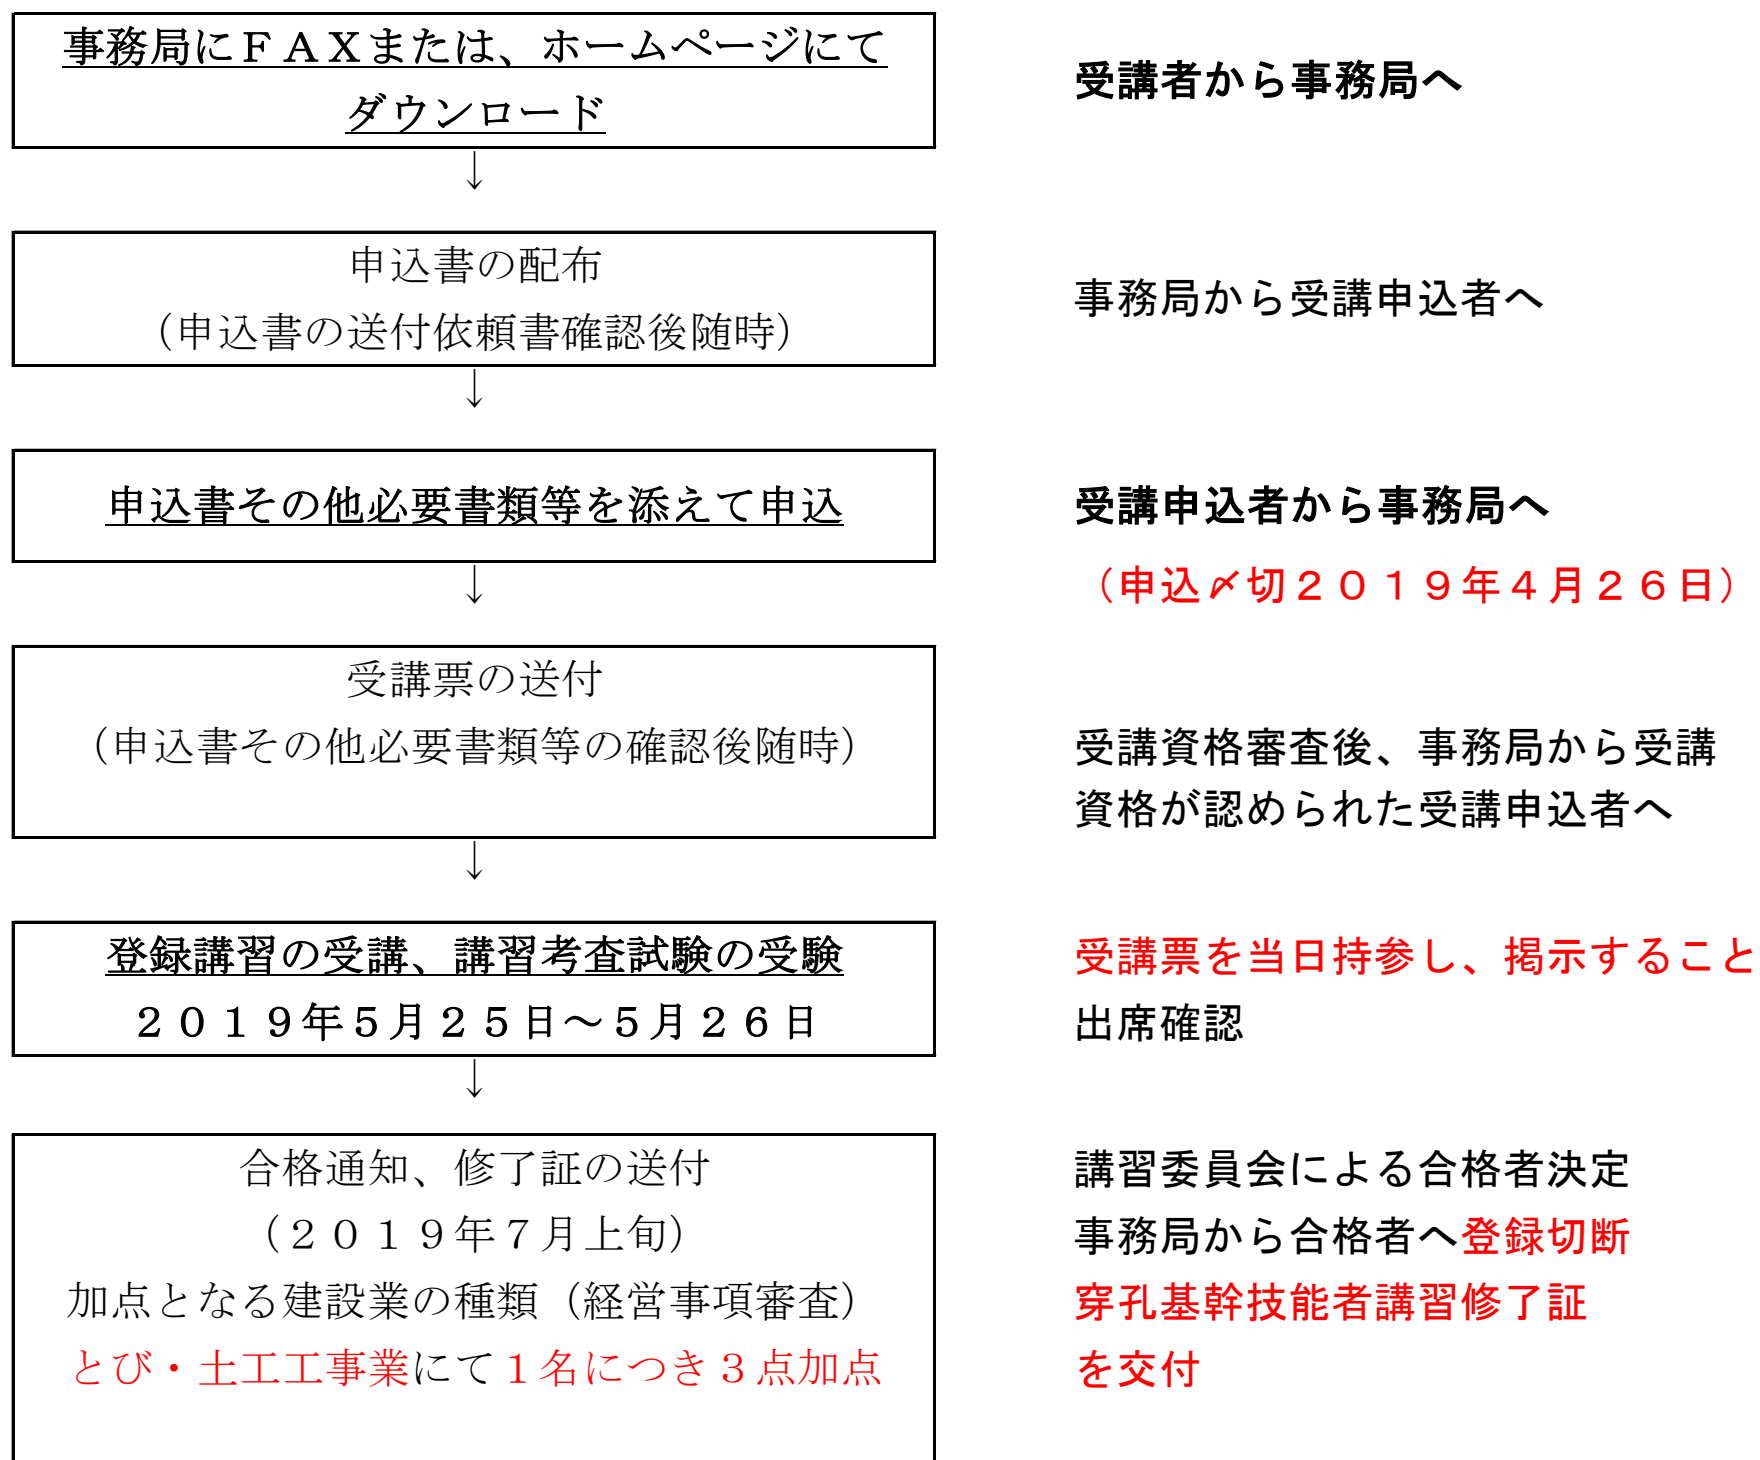 事務局にＦＡＸまたは、ホームページにて
ダウンロード
受講者から事務局へ
↓
申込書の配布
（申込書の送付依頼書確認後随時）
事務局から受講申込者へ
↓
申込書その他必要書類等を添えて申込
受講申込者から事務局へ
（申込〆切２０１９年４月２６日）
↓
受講票の送付
（申込書その他必要書類等の確認後随時）
受講資格審査後、事務局から受講
資格が認められた受講申込者へ
↓
登録講習の受講、講習考査試験の受験
２０１９年５月２５日～５月２６日
受講票を当日持参し、掲示すること
出席確認
↓
合格通知、修了証の送付
（２０１９年７月上旬）
加点となる建設業の種類（経営事項審査）
とび・土工工事業にて１名につき３点加点
講習委員会による合格者決定
事務局から合格者へ登録切断
穿孔基幹技能者講習修了証
を交付